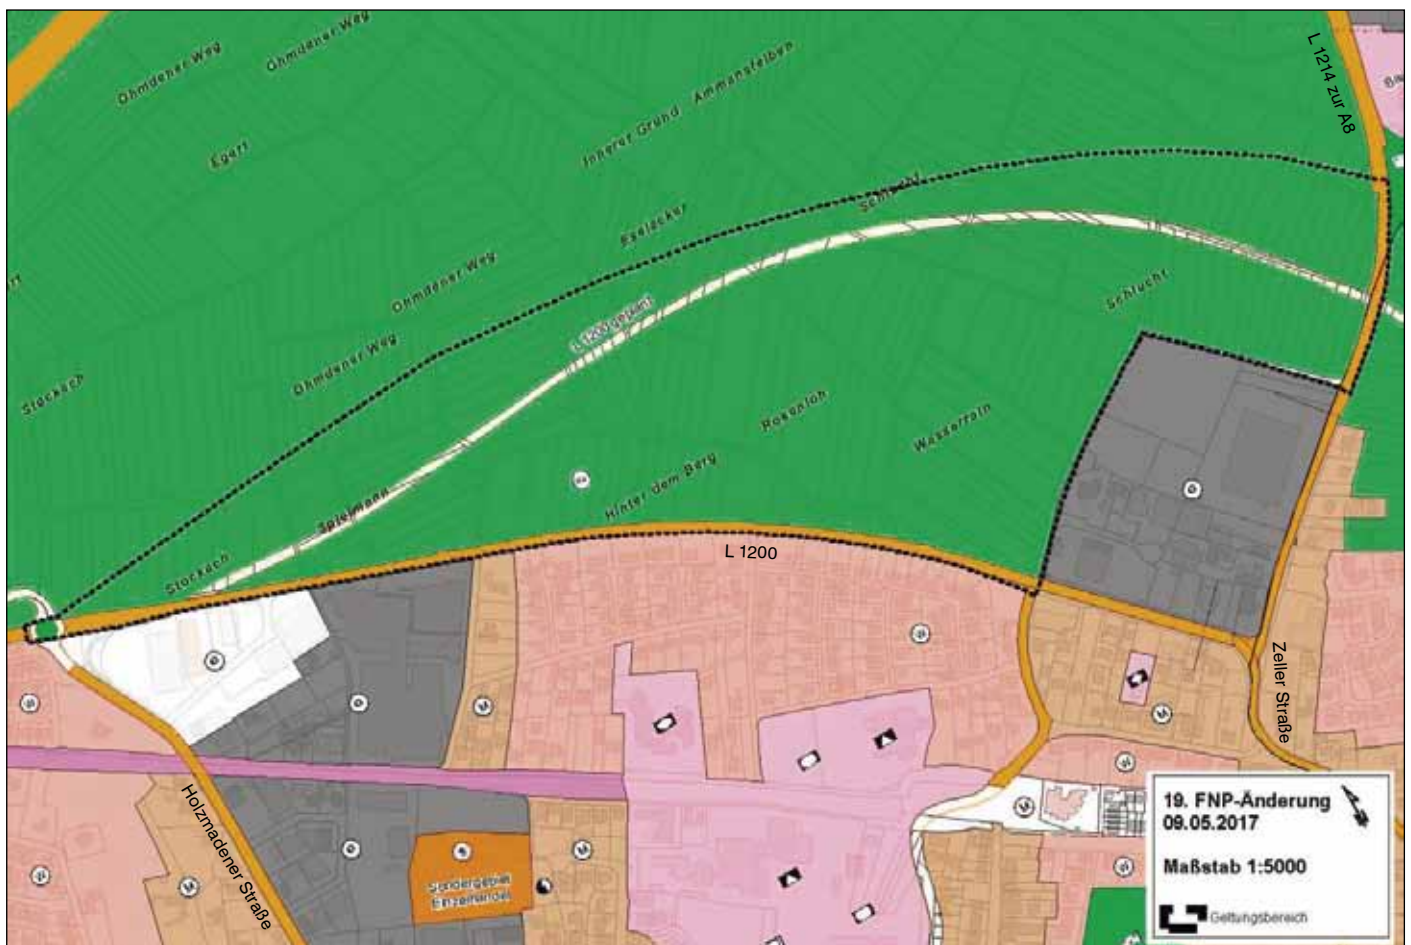 Ohmdener Weg
Ohmdener Weg
Ammansfelben
Innerer Grund
Egert
L 1214 zur A8
Schlucht
Eseläcker
Ohmdener Weg
Schlucht
L 1200 geplant
Ohmdener Weg
Stockach
Rosenloh
Wasserrain
Hinter dem Berg
Spielmann
Stockach
L 1200
G
W
G
W
Zeller Straße
G
M
M
W
Holzmadener Straße
M
19. FNP-Änderung
09.05.2017
Maßstab 1:5000
Geltungsbereich
G
S
M
W
W
M
Sondergebiet
Einzelhandel